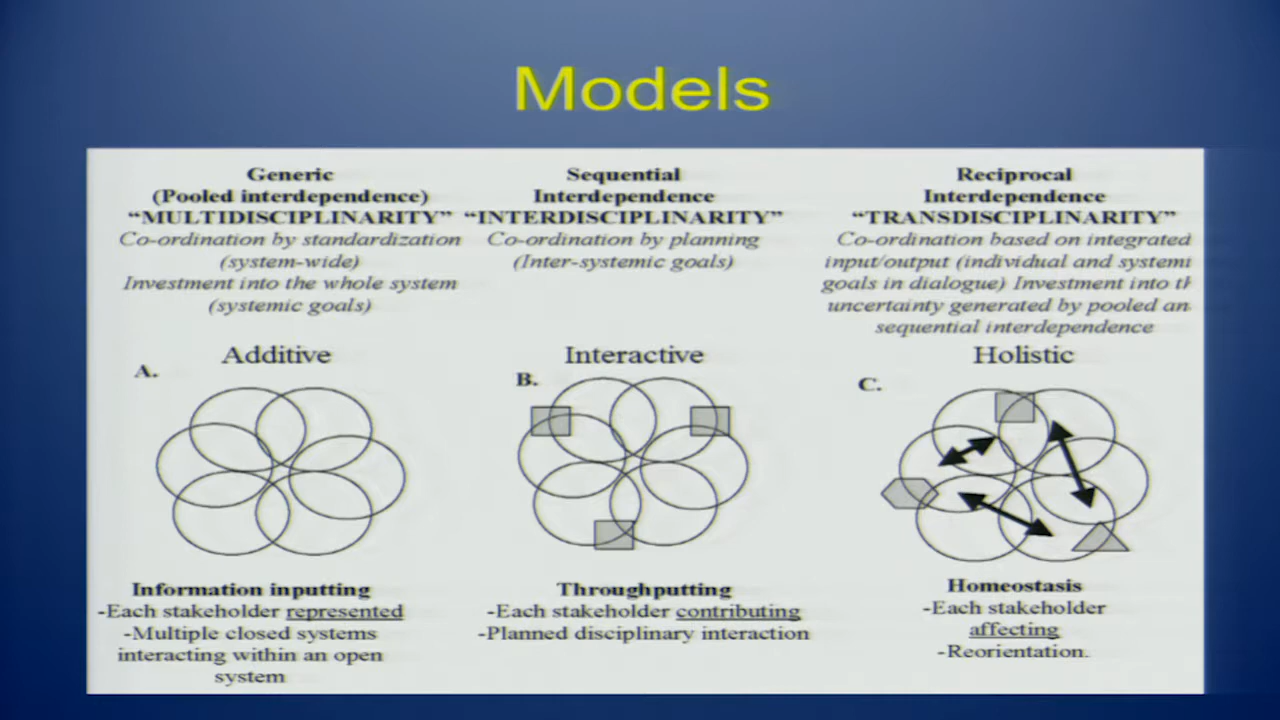 Models
Generic
(Pooled interdependence)
“MULTIDISCIPLINARITY”
Co-ordination by standardization
(system-wide)
Investment into the whole system
(systemic goals)
Additive
A.
Information inputting
-Each stakeholder represented
-Multiple closed systems
interacting within an open
system
Sequential
Interdependence
“INTERDISCIPLINARITY”
Co-ordination by planning
(Inter-systemic goals)
Interactive
B.
Throughputting
-Each stakeholder contributing
-Planned disciplinary interaction
Reciprocal
Interdependence
“TRANSDISCIPLINARITY”
Co-ordination based on integrated
input/output (individual and systemi
goals in dialogue) Investment into th
uncertainty generated by pooled an
sequential interdependence
Holistic
C.
Homeostasis
-Each stakeholder
affecting
-Reorientation.